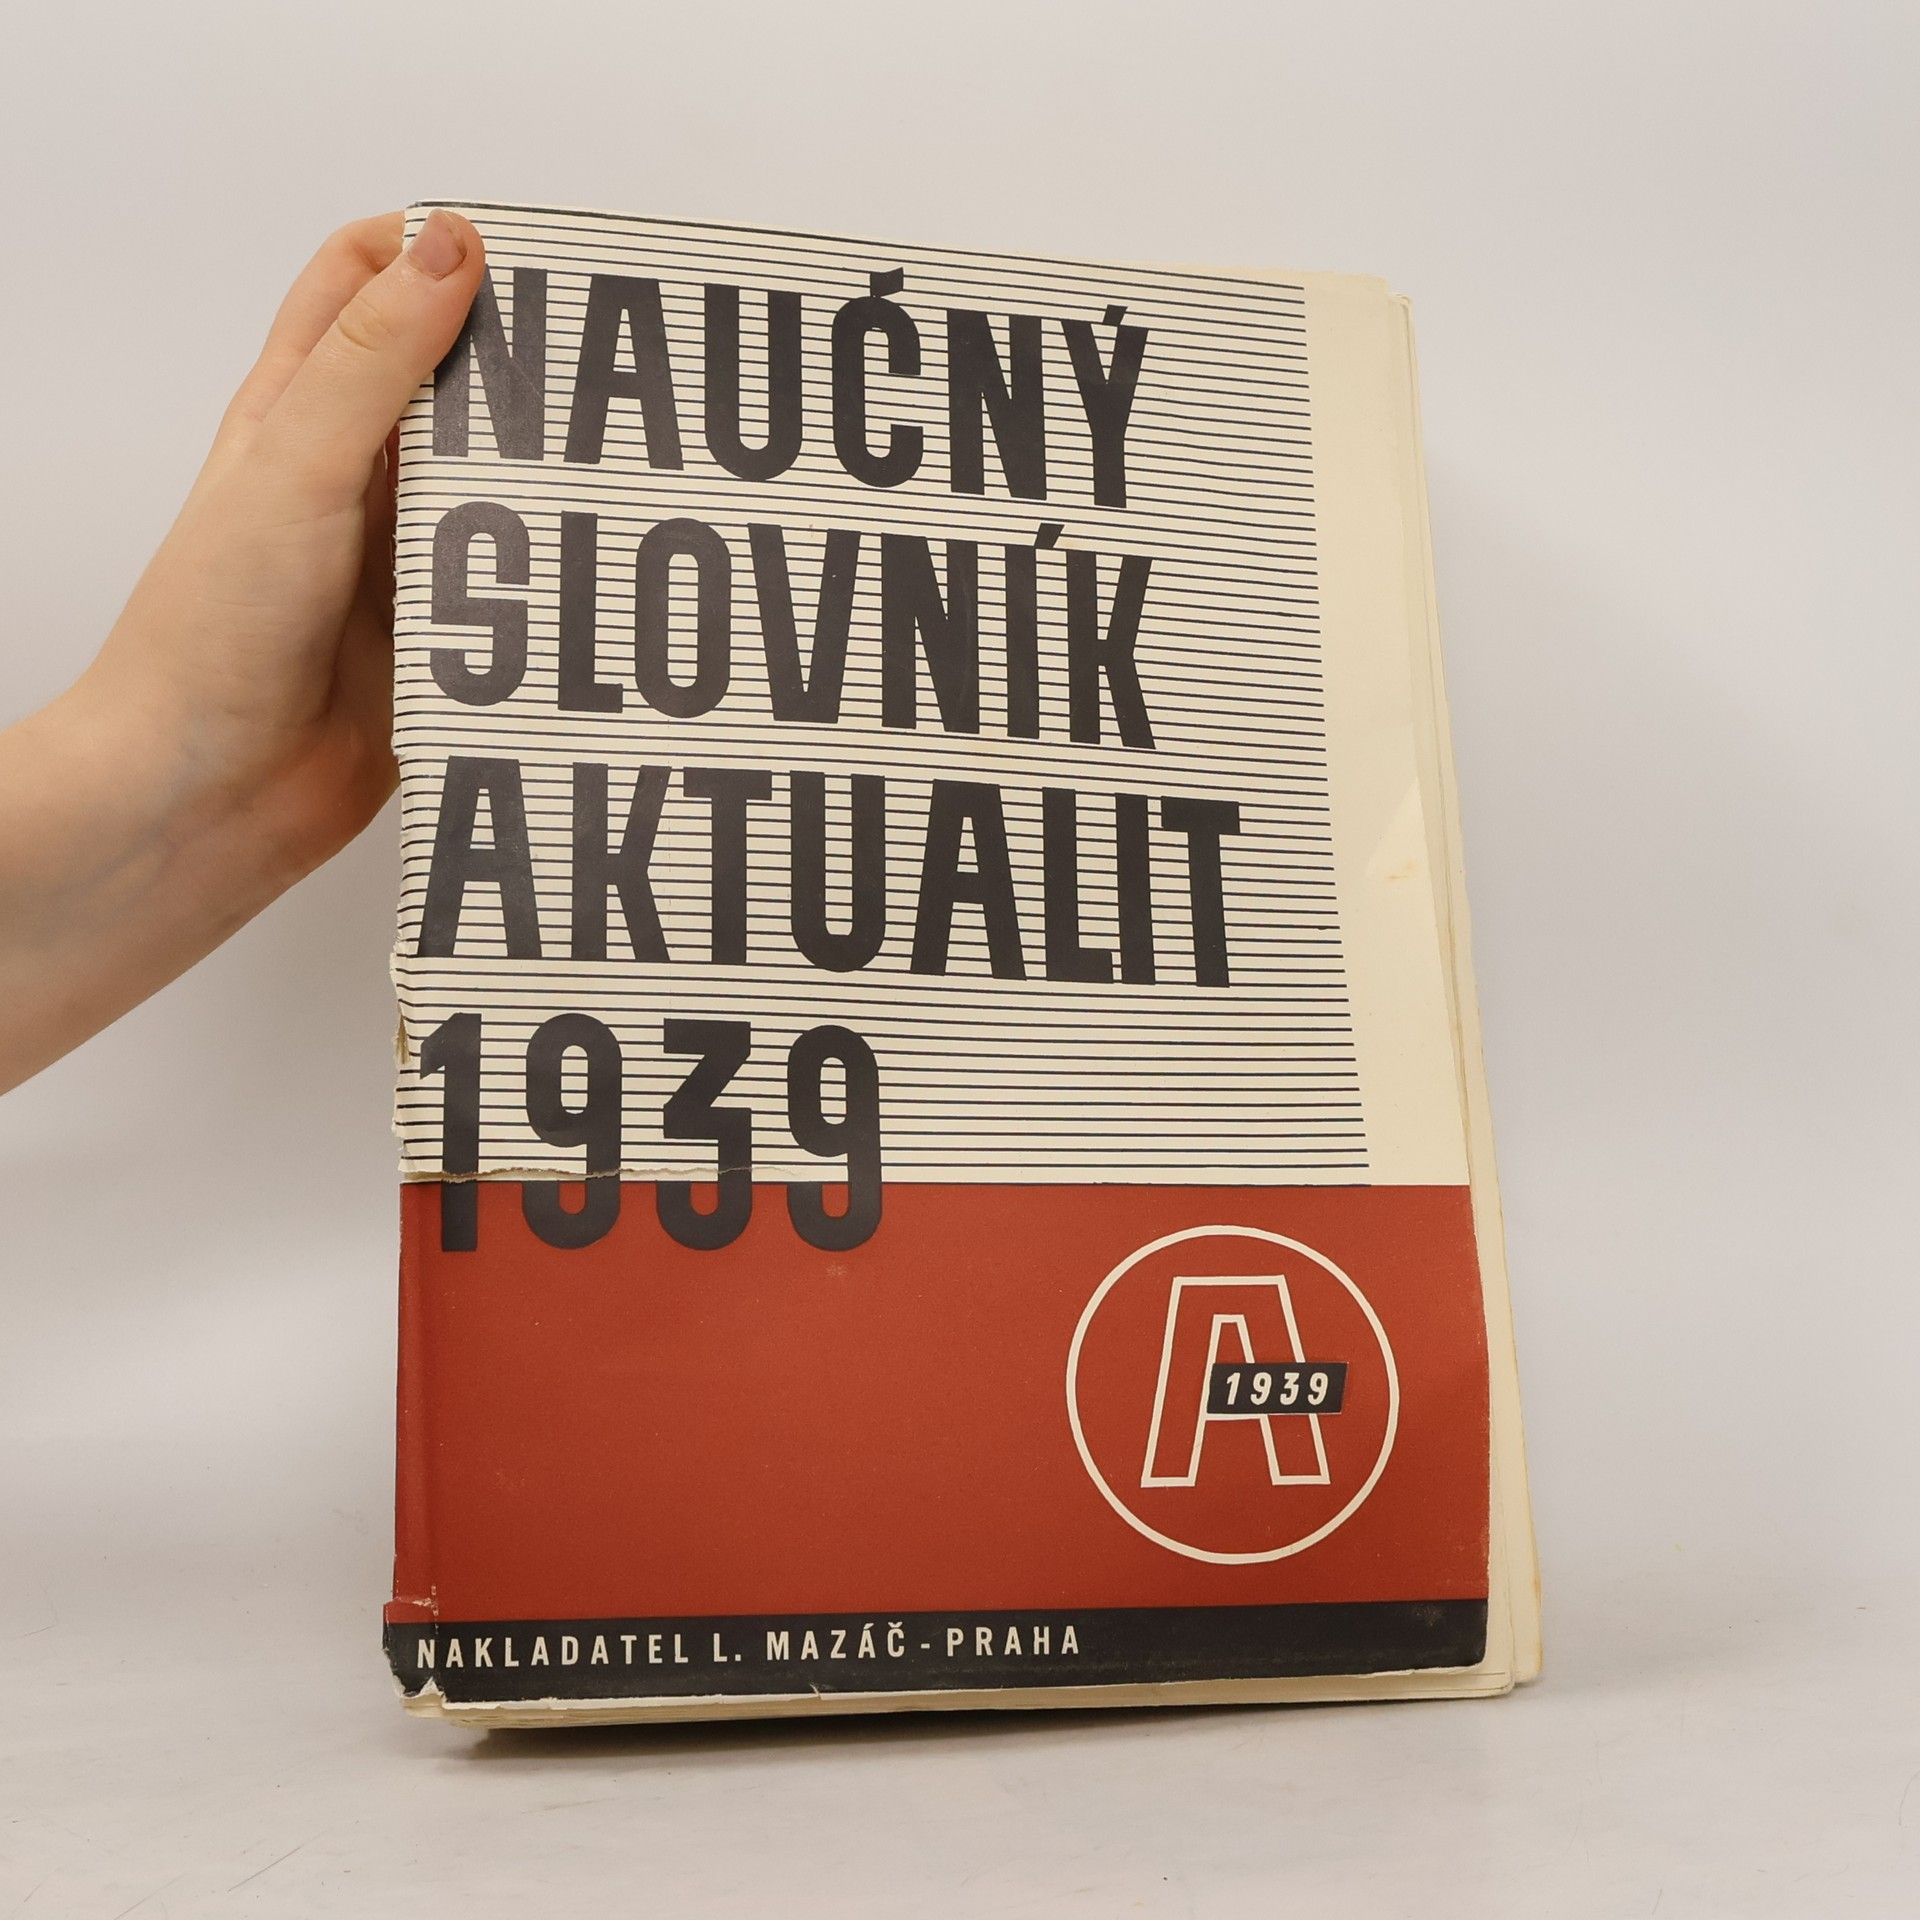 NAUČNÝ
SLOVNÍK
AKTUALIT
1939
A
1939
NAKLADATEL L. MAZÁČ - PRAHA